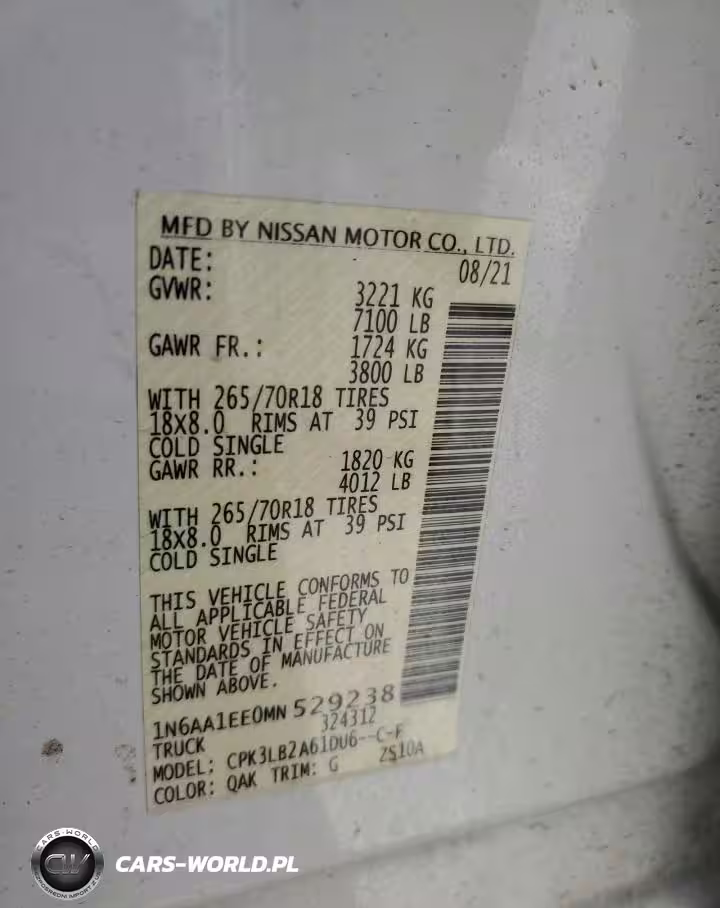 MFD BY NISSAN MOTOR CO., LTD.
DATE: 08/21
GVWR: 3221 KG
7100 LB
GAWR FR.: 1724 KG
3800 LB
WITH 265/70R18 TIRES
18X8.0 RIMS AT 39 PSI
COLD SINGLE
GAWR RR.: 1820 KG
4012 LB
WITH 265/70R18 TIRES
18X8.0 RIMS AT 39 PSI
COLD SINGLE
THIS VEHICLE CONFORMS TO
ALL APPLICABLE FEDERAL
MOTOR VEHICLE SAFETY
STANDARDS IN EFFECT ON
THE DATE OF MANUFACTURE
SHOWN ABOVE.
1N6AA1EE0MN 529238
TRUCK 324312
MODEL: CPK3LB2A61DU6--C-F
COLOR: QAK TRIM: G ZS10A
CARS-WORLD
CARS-WORLD.PL